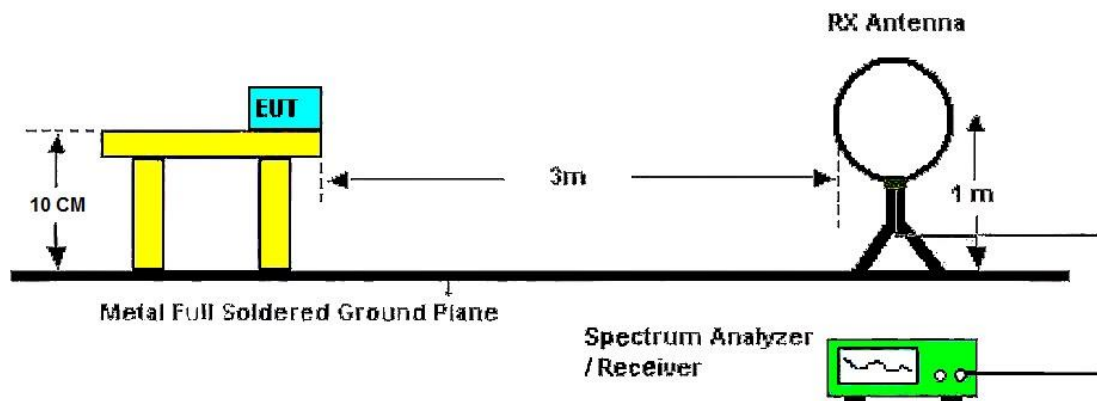 RX Antenna
EUT
3m
10 CM
1 m
Metal Full Soldered Ground Plane
Spectrum Analyzer
/ Receiver